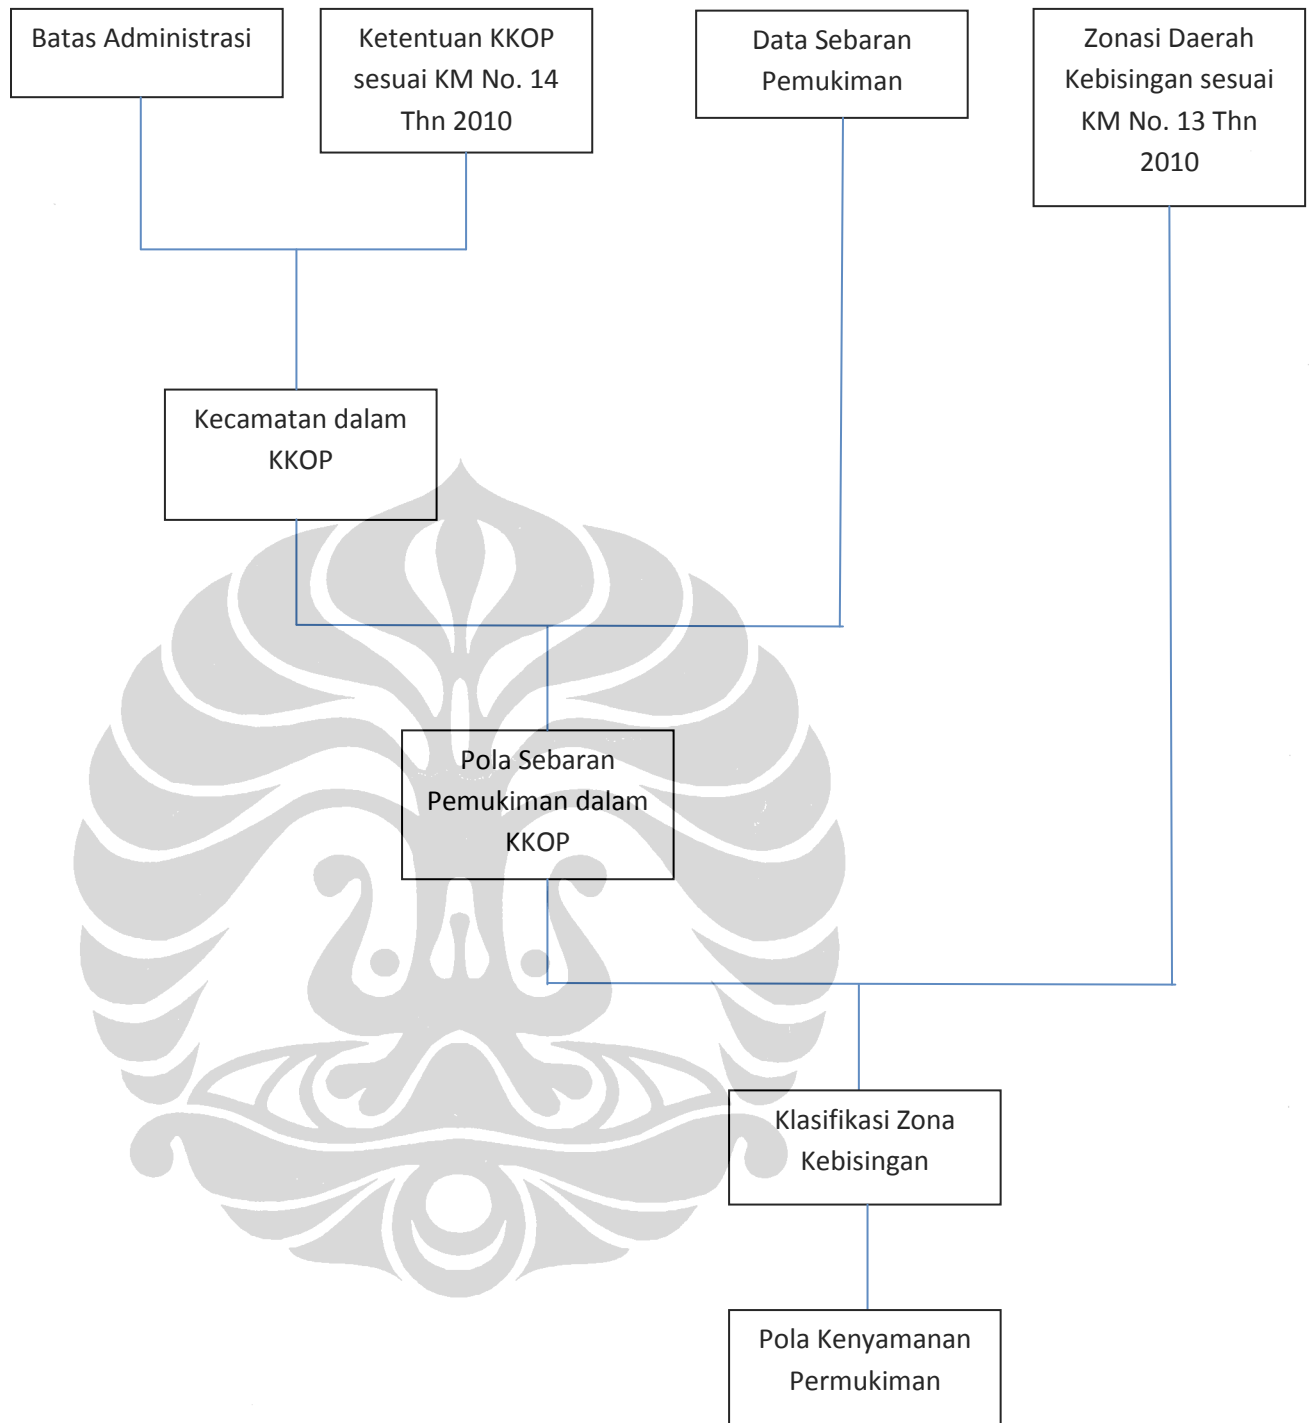 Batas Administrasi
Ketentuan KKOP
sesuai KM No. 14
Thn 2010
Data Sebaran
Pemukiman
Zonasi Daerah
Kebisingan sesuai
KM No. 13 Thn
2010
Kecamatan dalam
KKOP
Pola Sebaran
Pemukiman dalam
KKOP
Klasifikasi Zona
Kebisingan
Pola Kenyamanan
Permukiman